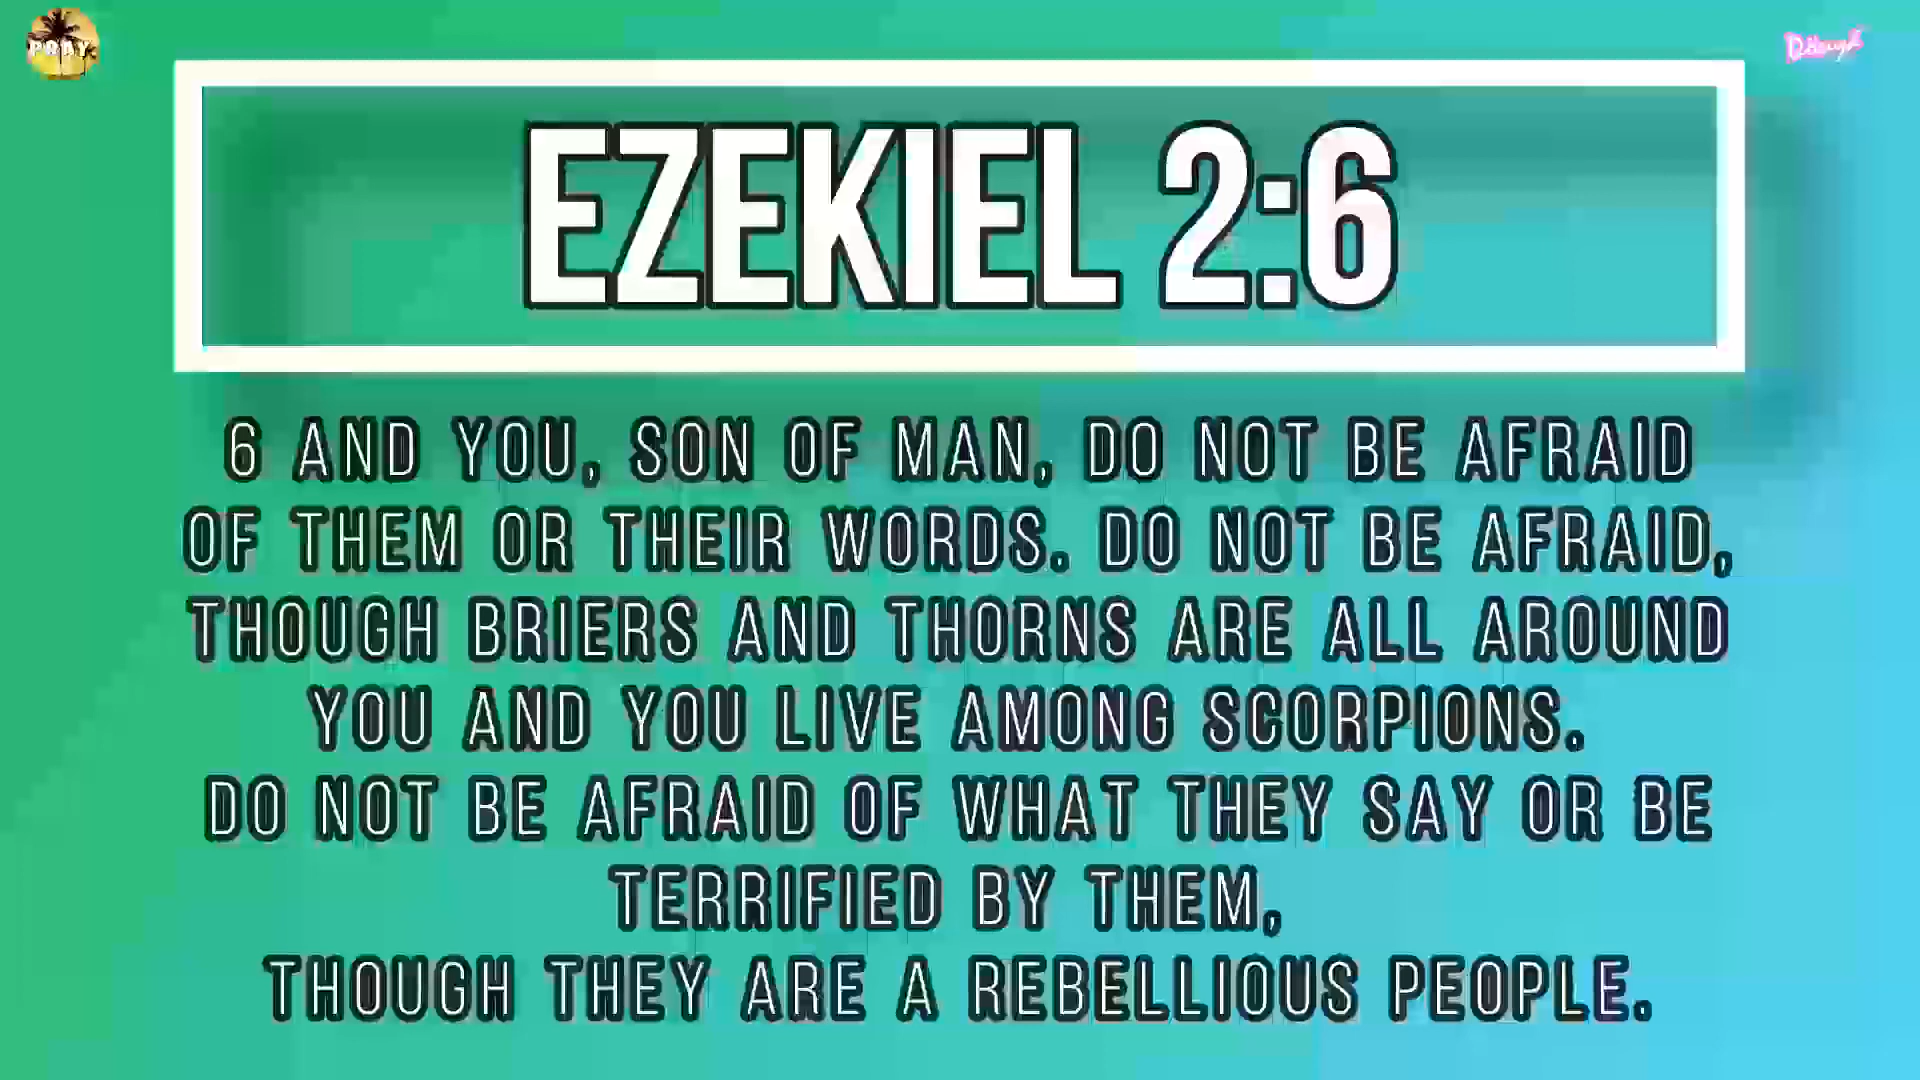 PRAY
EZEKIEL 2:6
6 AND YOU, SON OF MAN, DO NOT BE AFRAID
OF THEM OR THEIR WORDS. DO NOT BE AFRAID,
THOUGH BRIERS AND THORNS ARE ALL AROUND
YOU AND YOU LIVE AMONG SCORPIONS.
DO NOT BE AFRAID OF WHAT THEY SAY OR BE
TERRIFIED BY THEM,
THOUGH THEY ARE A REBELLIOUS PEOPLE.